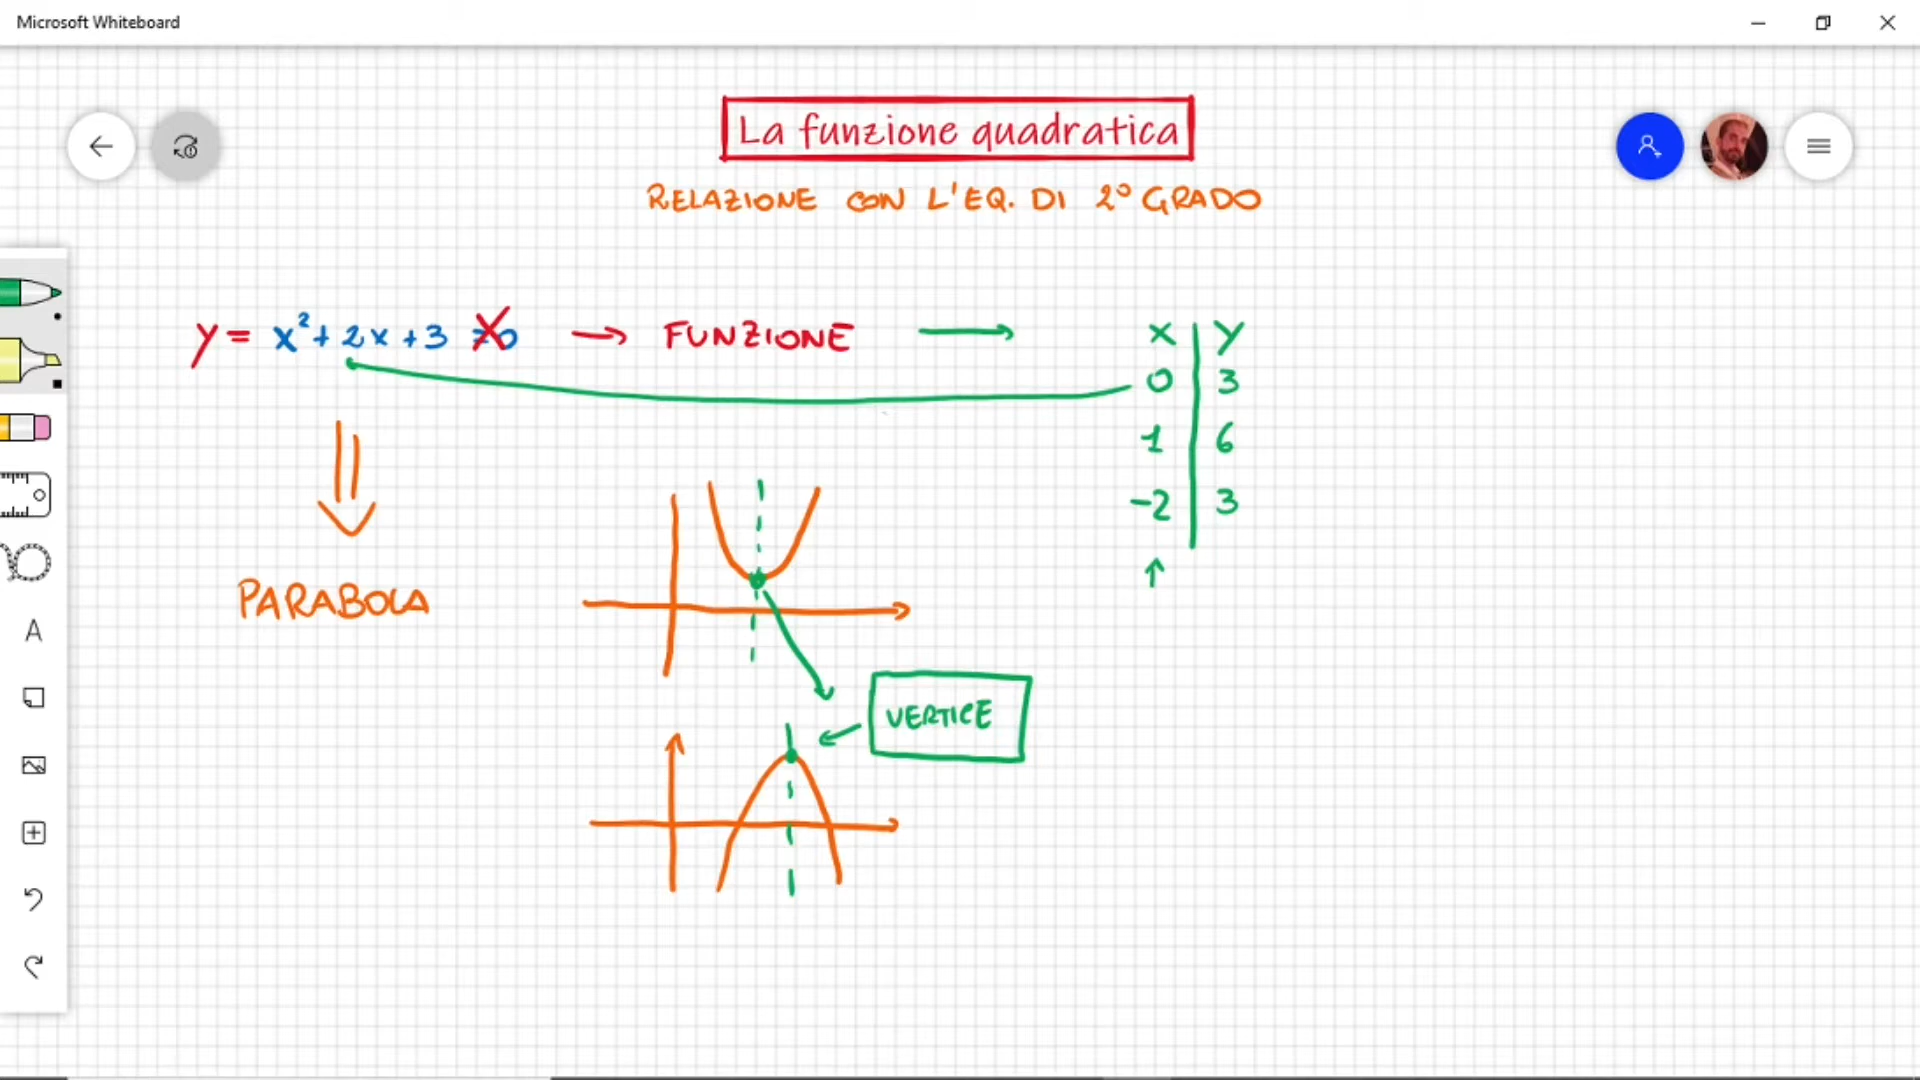 Microsoft Whiteboard
La funzione quadratica
RELAZIONE CON L'EQ. DI 2° GRADO
y = x² + 2x + 3 = 0 → FUNZIONE → X | Y
0 | 3
1 | 6
-2 | 3
PARABOLA
VERTICE
A